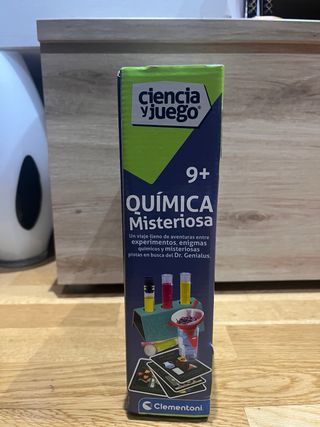 ciencia
y juego®
9+
QUÍMICA
Misteriosa
Un viaje lleno de aventuras entre
experimentos, enigmas
químicos y misteriosas
pistas en busca del Dr. Genialus.
Clementoni®